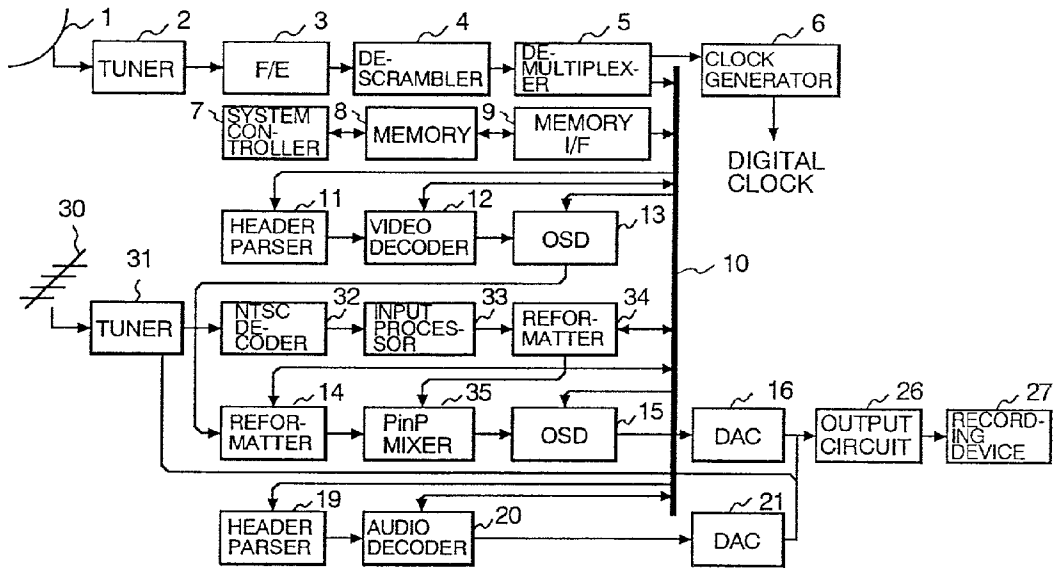 1 2 3 4 5 6
TUNER
F/E
DE-
SCRAMBLER
DE-
MULTIPLEX-
ER
CLOCK
GENERATOR
7 8 9
SYSTEM
CON-
TROLLER
MEMORY
MEMORY
I/F
DIGITAL
CLOCK
11 12 13
HEADER
PARSER
VIDEO
DECODER
OSD
10
30
31 32 33 34
TUNER
NTSC
DE-
CODER
INPUT
PROCES-
SOR
REFOR-
MATTER
14 35 15 16 26 27
REFOR-
MATTER
PinP
MIXER
OSD
DAC
OUTPUT
CIRCUIT
RECORD-
ING
DEVICE
19 20 21
HEADER
PARSER
AUDIO
DECODER
DAC